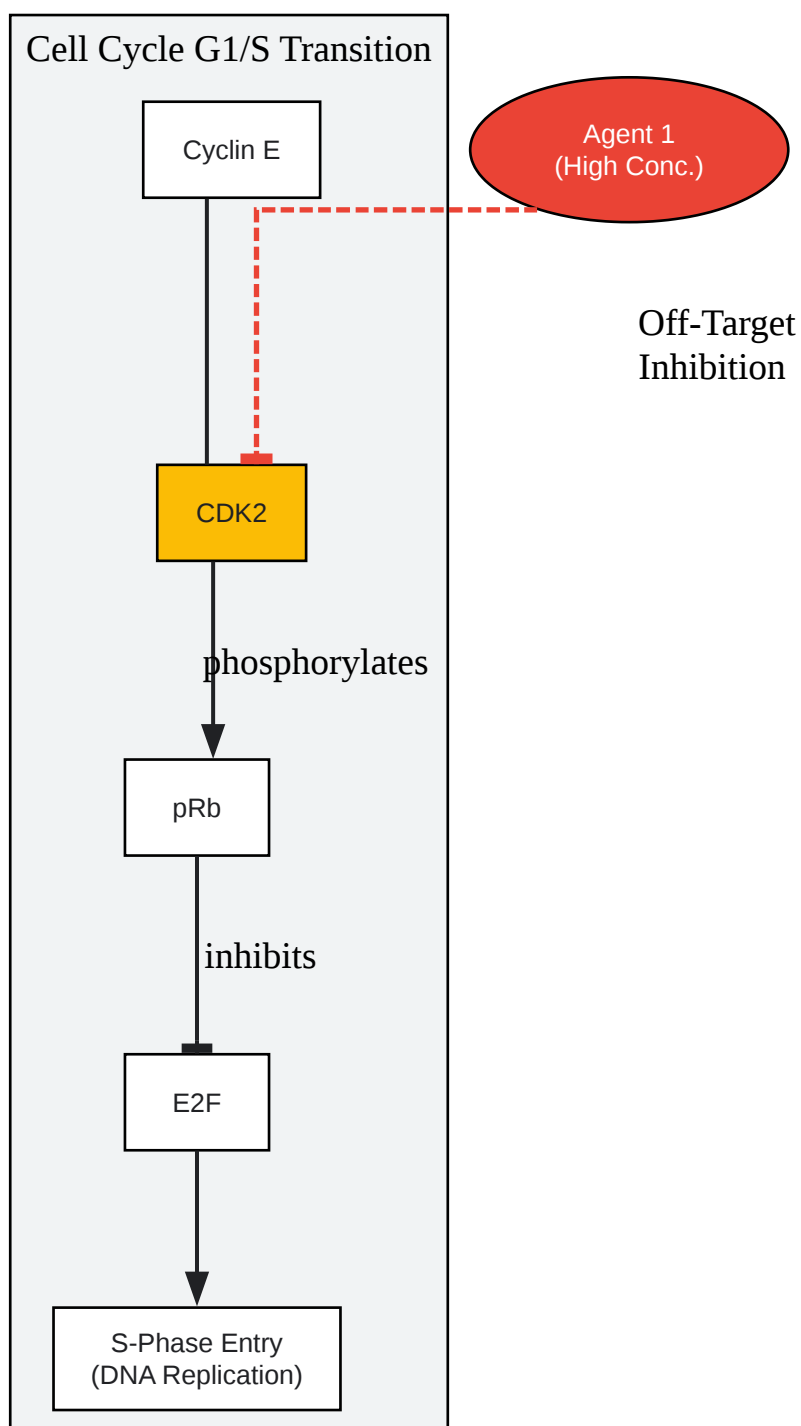 Cell Cycle G1/S Transition
Cyclin E
Agent 1
(High Conc.)
Off-Target
Inhibition
CDK2
phosphorylates
pRb
inhibits
E2F
S-Phase Entry
(DNA Replication)